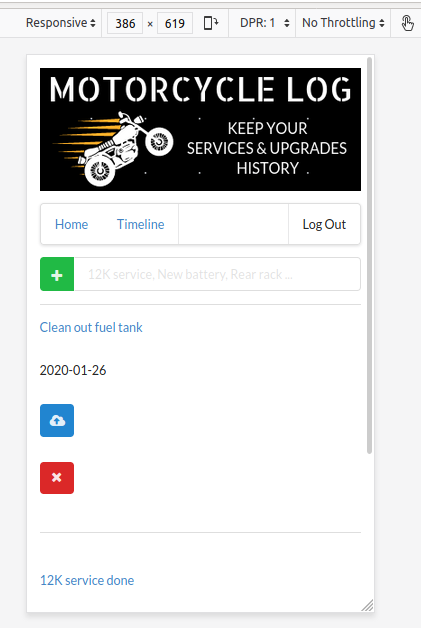 Responsive 386 × 619 DPR: 1 No Throttling
MOTORCYCLE LOG
KEEP YOUR
SERVICES & UPGRADES
HISTORY
Home Timeline Log Out
12K service, New battery, Rear rack ...
Clean out fuel tank
2020-01-26
12K service done